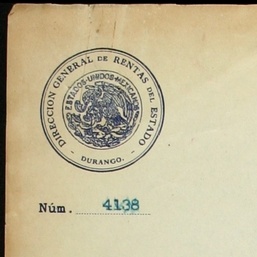 DIRECCION GENERAL DE RENTAS DEL ESTADO
ESTADOS·UNIDOS·MEXICANOS
- DURANGO. -
Núm. 4138